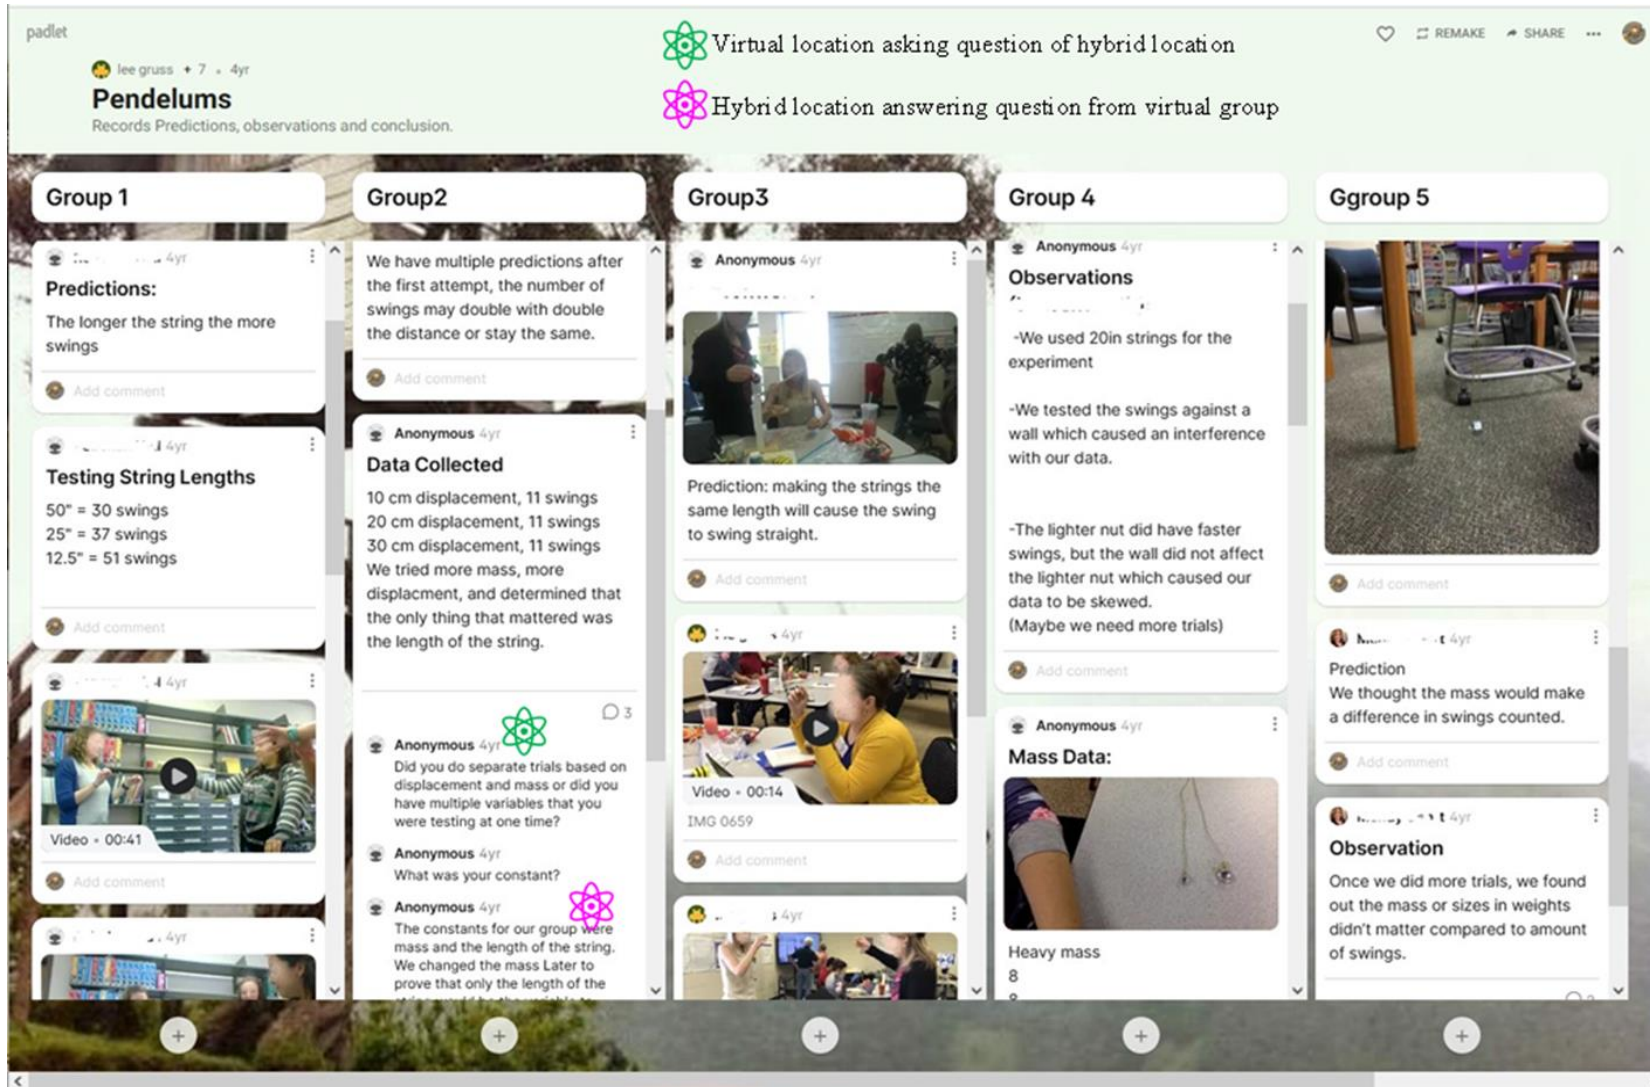 padlet
lee gruss + 7 • 4yr
Pendelums
Records Predictions, observations and conclusion.
Virtual location asking question of hybrid location
Hybrid location answering question from virtual group
REMAKE
SHARE
Group 1
4yr
Predictions:
The longer the string the more
swings
Add comment
4yr
Testing String Lengths
50" = 30 swings
25" = 37 swings
12.5" = 51 swings
Add comment
4yr
Video • 00:41
Add comment
4yr
Group2
We have multiple predictions after
the first attempt, the number of
swings may double with double
the distance or stay the same.
Add comment
Anonymous 4yr
Data Collected
10 cm displacement, 11 swings
20 cm displacement, 11 swings
30 cm displacement, 11 swings
We tried more mass, more
displacment, and determined that
the only thing that mattered was
the length of the string.
3
Anonymous 4yr
Did you do separate trials based on
displacement and mass or did you
have multiple variables that you
were testing at one time?
Anonymous 4yr
What was your constant?
Anonymous 4yr
The constants for our group were
mass and the length of the string.
We changed the mass Later to
prove that only the length of the
Group3
Anonymous 4yr
Prediction: making the strings the
same length will cause the swing
to swing straight.
Add comment
4yr
Video • 00:14
IMG 0659
Add comment
4yr
Group 4
Anonymous 4yr
Observations
-We used 20in strings for the
experiment
-We tested the swings against a
wall which caused an interference
with our data.
-The lighter nut did have faster
swings, but the wall did not affect
the lighter nut which caused our
data to be skewed.
(Maybe we need more trials)
Add comment
Anonymous 4yr
Mass Data:
Heavy mass
8
Ggroup 5
Add comment
4yr
Prediction
We thought the mass would make
a difference in swings counted.
Add comment
4yr
Observation
Once we did more trials, we found
out the mass or sizes in weights
didn't matter compared to amount
of swings.